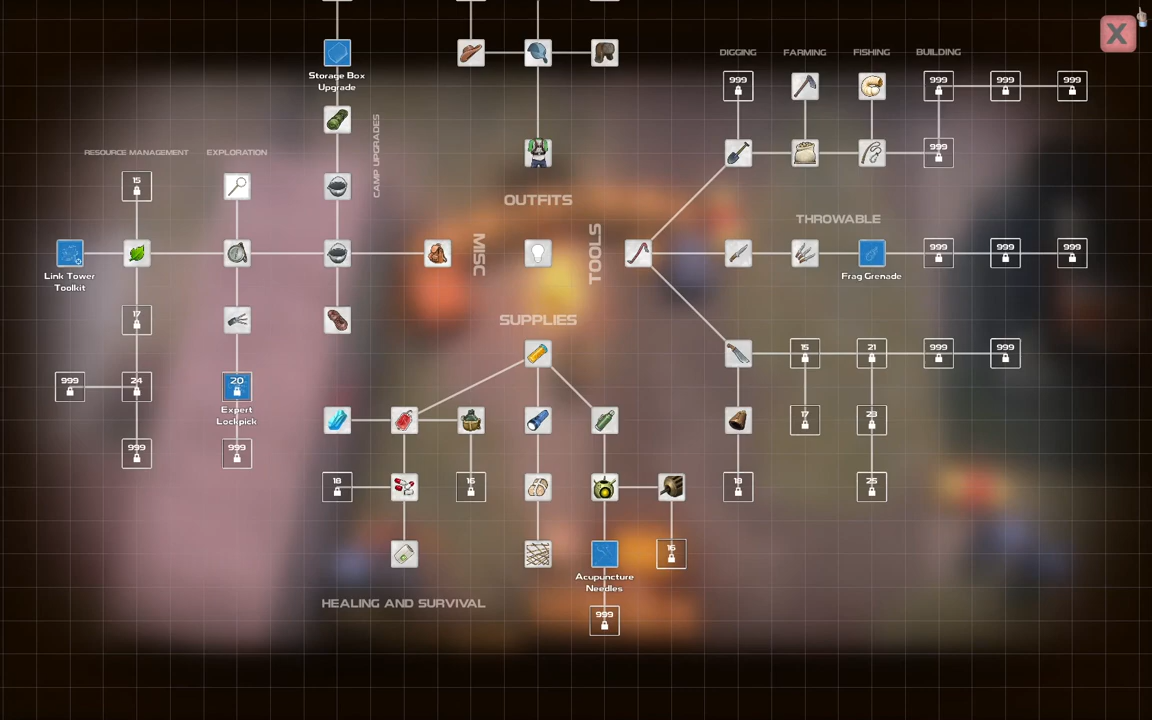 DIGGING
FARMING
FISHING
BUILDING
Storage Box
Upgrade
999
999
999
999
CAMP UPGRADES
RESOURCE MANAGEMENT
EXPLORATION
999
15
OUTFITS
THROWABLE
MISC
TOOLS
Link Tower
Toolkit
Frag Grenade
999
999
999
17
SUPPLIES
15
21
999
999
999
24
20
Expert
Lockpick
17
23
999
999
18
16
18
25
16
Acupuncture
Needles
HEALING AND SURVIVAL
999